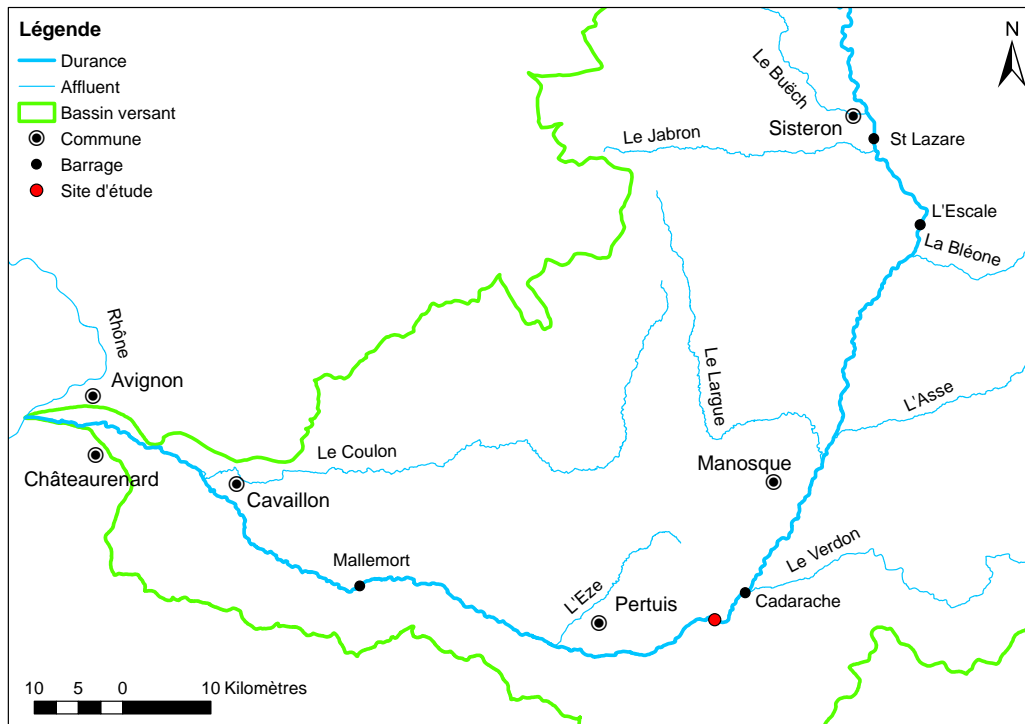 Légende
Durance
Affluent
Bassin versant
Commune
Barrage
Site d'étude
N
Le Buëch
Sisteron
St Lazare
Le Jabron
L'Escale
La Bléone
Rhône
Avignon
Le Largue
L'Asse
Châteaurenard
Le Coulon
Cavaillon
Manosque
Mallemort
L'Eze
Pertuis
Le Verdon
Cadarache
10 5 0 10 Kilomètres